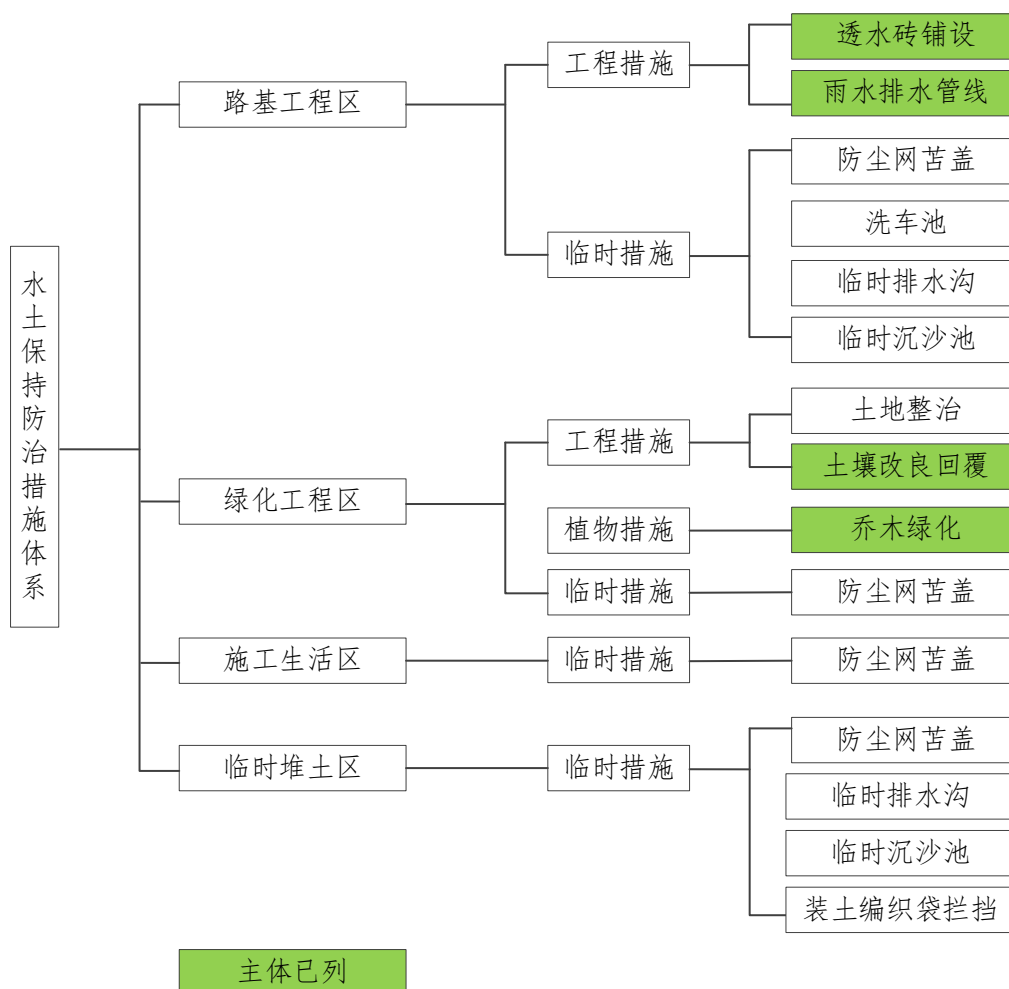 水土保持防治措施体系
路基工程区
工程措施
透水砖铺设
雨水排水管线
临时措施
防尘网苫盖
洗车池
临时排水沟
临时沉沙池
绿化工程区
工程措施
土地整治
土壤改良回覆
植物措施
乔木绿化
临时措施
防尘网苫盖
施工生活区
临时措施
防尘网苫盖
临时堆土区
临时措施
防尘网苫盖
临时排水沟
临时沉沙池
装土编织袋拦挡
主体已列